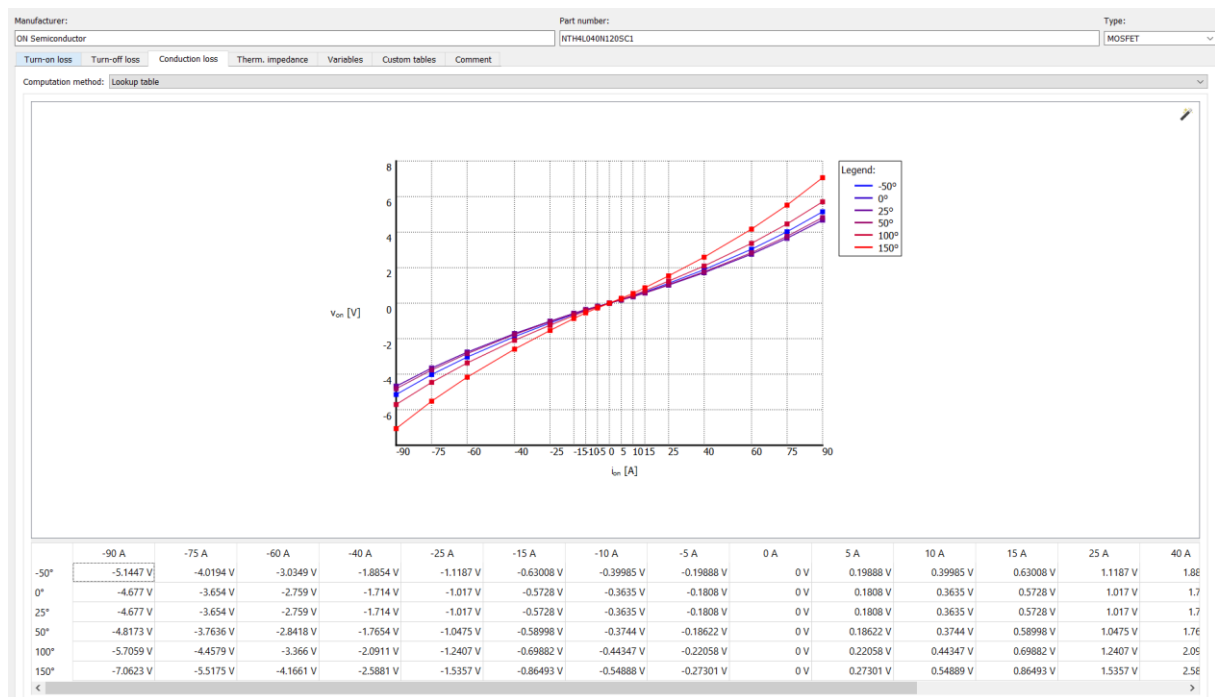 Manufacturer: Part number: Type:
ON Semiconductor NTH4L040N120SC1 MOSFET
Turn-on loss Turn-off loss Conduction loss Therm. impedance Variables Custom tables Comment
Computation method: Lookup table
8
6
4
2
0
-2
-4
-6
von [V]
-90 -75 -60 -40 -25 -15 -10 -5 0 5 10 15 25 40 60 75 90
ion [A]
Legend:
-50°
0°
25°
50°
100°
150°
-90 A -75 A -60 A -40 A -25 A -15 A -10 A -5 A 0 A 5 A 10 A 15 A 25 A 40 A
-50° -5.1447 V -4.0194 V -3.0349 V -1.8854 V -1.1187 V -0.63008 V -0.39985 V -0.19888 V 0 V 0.19888 V 0.39985 V 0.63008 V 1.1187 V 1.88
0° -4.677 V -3.654 V -2.759 V -1.714 V -1.017 V -0.5728 V -0.3635 V -0.1808 V 0 V 0.1808 V 0.3635 V 0.5728 V 1.017 V 1.7
25° -4.677 V -3.654 V -2.759 V -1.714 V -1.017 V -0.5728 V -0.3635 V -0.1808 V 0 V 0.1808 V 0.3635 V 0.5728 V 1.017 V 1.7
50° -4.8173 V -3.7636 V -2.8418 V -1.7654 V -1.0475 V -0.58998 V -0.3744 V -0.18622 V 0 V 0.18622 V 0.3744 V 0.58998 V 1.0475 V 1.76
100° -5.7059 V -4.4579 V -3.366 V -2.0911 V -1.2407 V -0.69882 V -0.44347 V -0.22058 V 0 V 0.22058 V 0.44347 V 0.69882 V 1.2407 V 2.09
150° -7.0623 V -5.5175 V -4.1661 V -2.5881 V -1.5357 V -0.86493 V -0.54888 V -0.27301 V 0 V 0.27301 V 0.54889 V 0.86493 V 1.5357 V 2.58